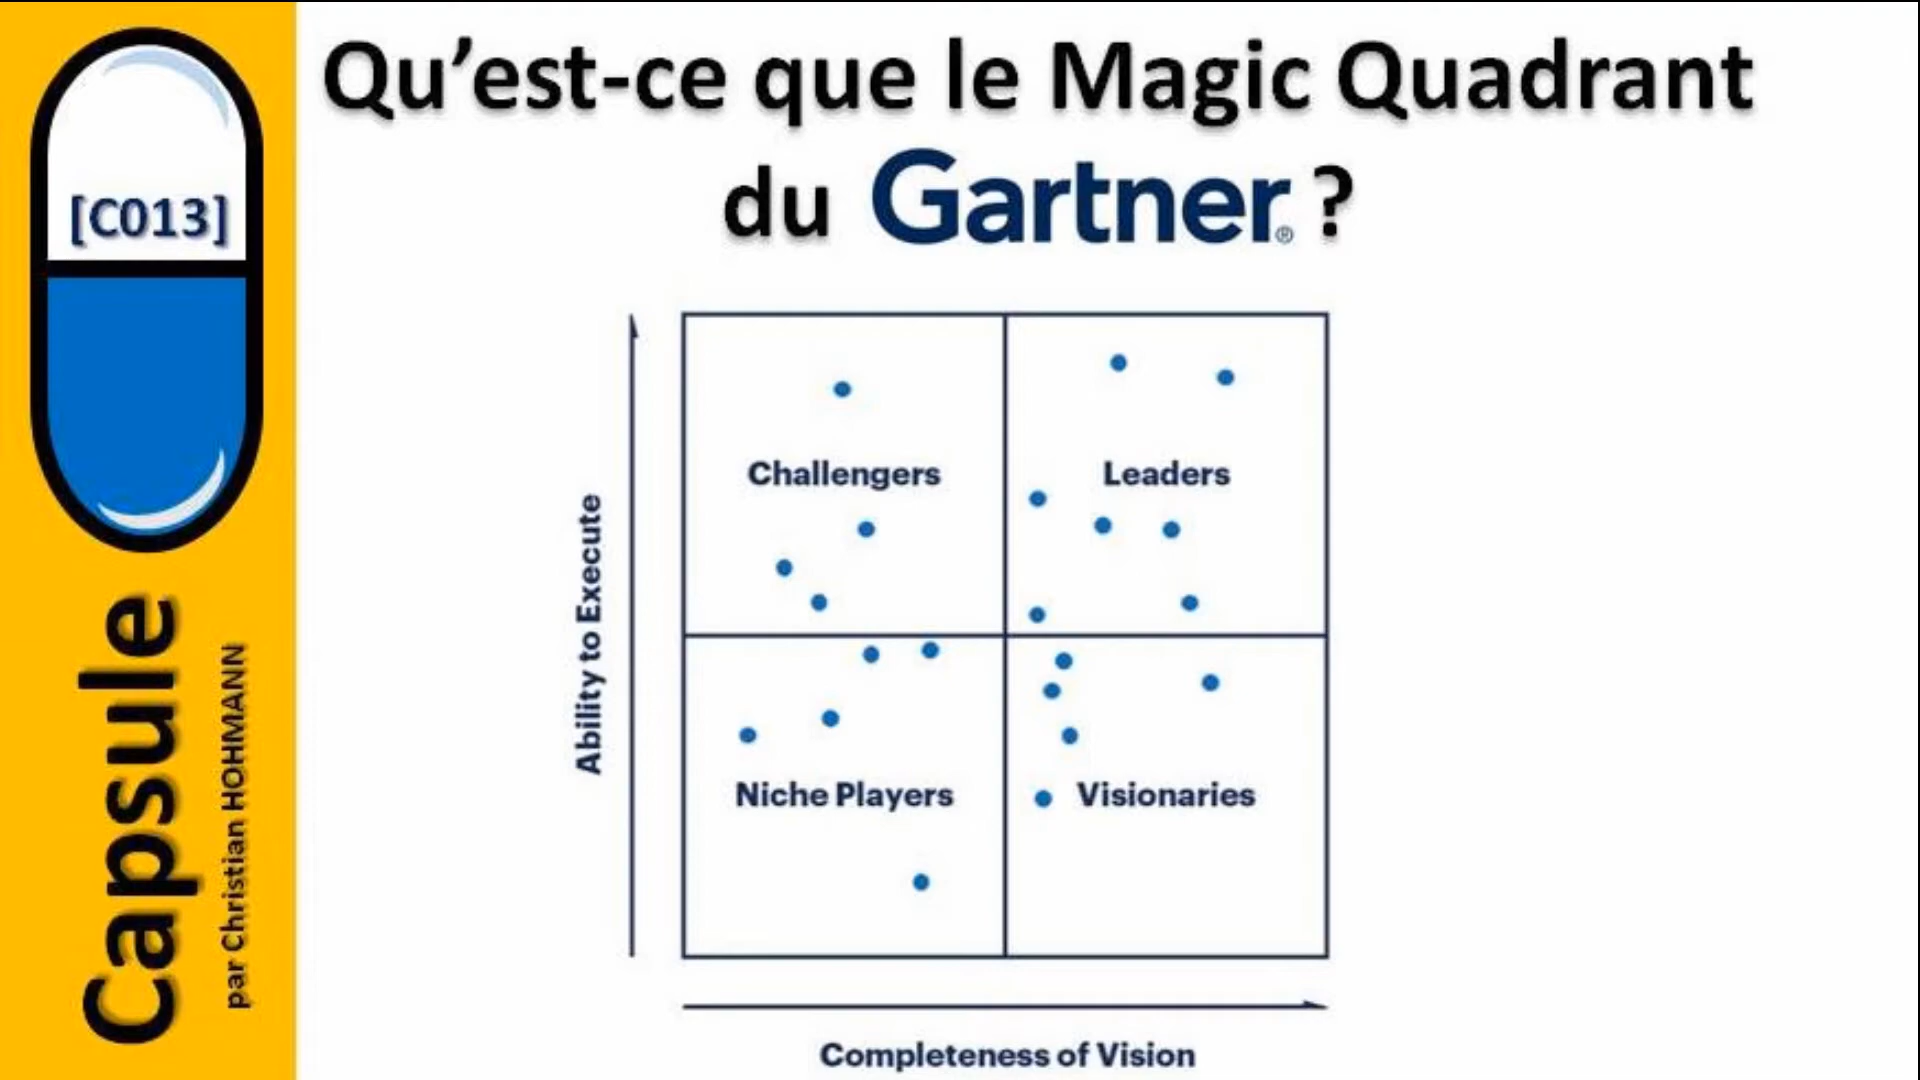 Qu'est-ce que le Magic Quadrant
du Gartner® ?
[C013]
Capsule
par Christian HOHMANN
Challengers
Leaders
Ability to Execute
Niche Players
Visionaries
Completeness of Vision